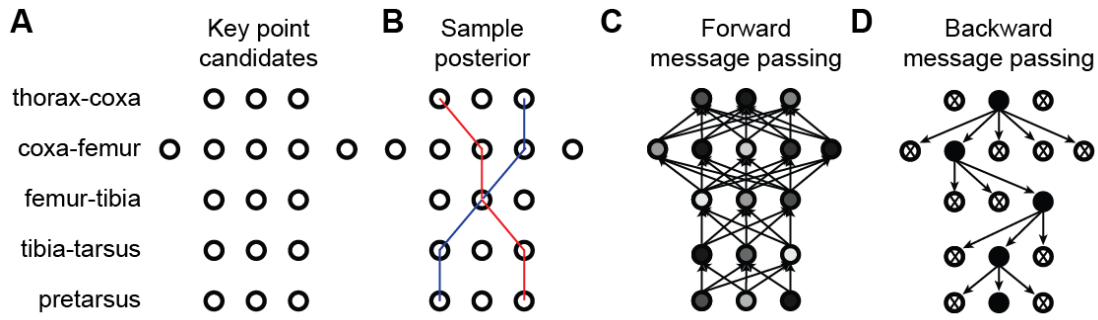 A
Key point
candidates
B
Sample
posterior
C
Forward
message passing
D
Backward
message passing
thorax-coxa
coxa-femur
femur-tibia
tibia-tarsus
pretarsus